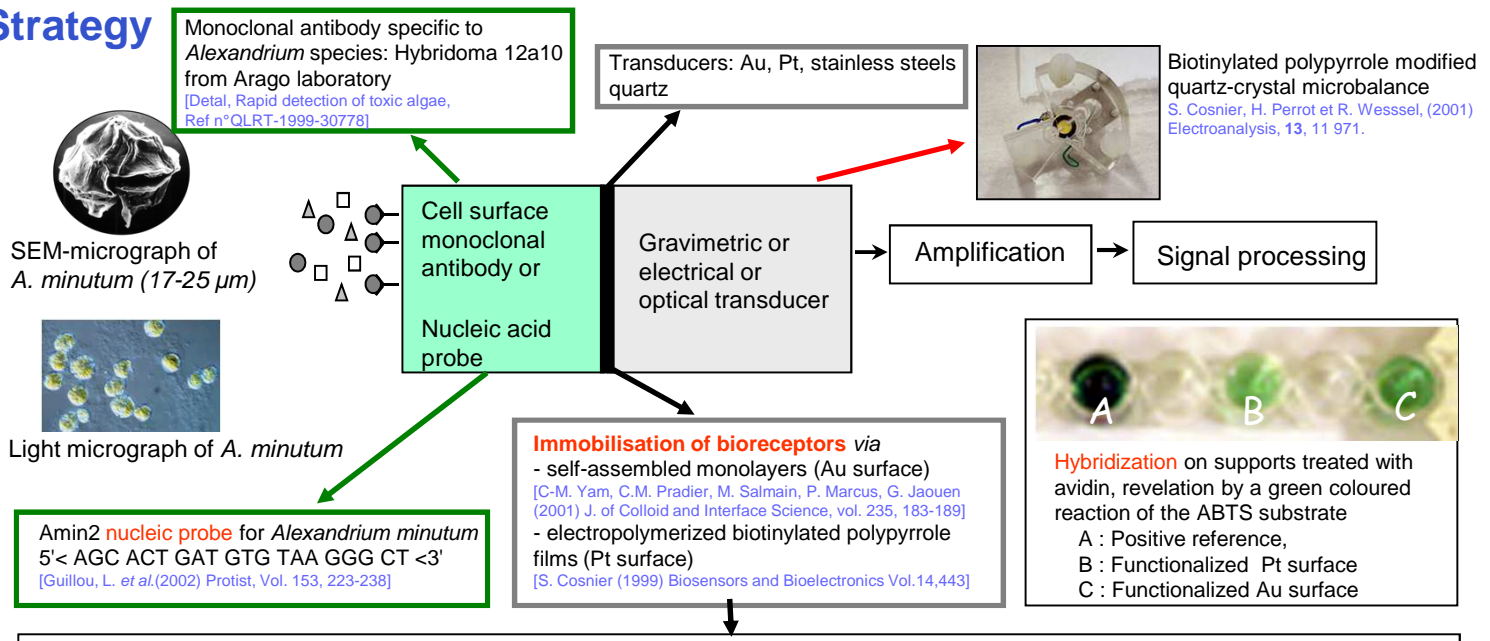 Strategy
Monoclonal antibody specific to
Alexandrium species: Hybridoma 12a10
from Arago laboratory
[Detal, Rapid detection of toxic algae,
Ref n°QLRT-1999-30778]
Transducers: Au, Pt, stainless steels
quartz
Biotinylated polypyrrole modified
quartz-crystal microbalance
S. Cosnier, H. Perrot et R. Wesssel, (2001)
Electroanalysis, 13, 11 971.
SEM-micrograph of
A. minutum (17-25 µm)
Cell surface
monoclonal
antibody or
Nucleic acid
probe
Gravimetric or
electrical or
optical transducer
Amplification
Signal processing
Light micrograph of A. minutum
A B C
Immobilisation of bioreceptors via
- self-assembled monolayers (Au surface)
[C-M. Yam, C.M. Pradier, M. Salmain, P. Marcus, G. Jaouen
(2001) J. of Colloid and Interface Science, vol. 235, 183-189]
- electropolymerized biotinylated polypyrrole
films (Pt surface)
[S. Cosnier (1999) Biosensors and Bioelectronics Vol.14,443]
Hybridization on supports treated with
avidin, revelation by a green coloured
reaction of the ABTS substrate
A : Positive reference,
B : Functionalized Pt surface
C : Functionalized Au surface
Amin2 nucleic probe for Alexandrium minutum
5'< AGC ACT GAT GTG TAA GGG CT <3'
[Guillou, L. et al.(2002) Protist, Vol. 153, 223-238]